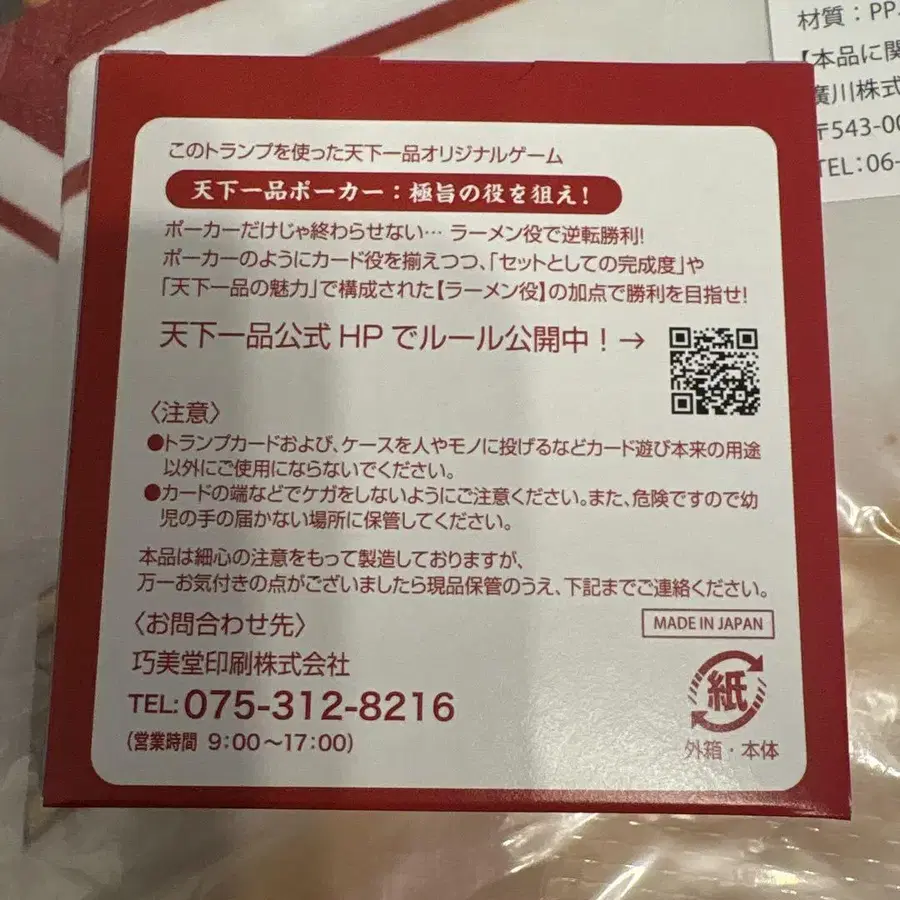 このトランプを使った天下一品オリジナルゲーム
天下一品ポーカー：極旨の役を狙え！
ポーカーだけじゃ終わらせない… ラーメン役で逆転勝利!
ポーカーのようにカード役を揃えつつ、「セットとしての完成度」や
「天下一品の魅力」で構成された【ラーメン役】の加点で勝利を目指せ!
天下一品公式 HP でルール公開中！→
〈注意〉
●トランプカードおよび、ケースを人やモノに投げるなどカード遊び本来の用途
以外にご使用にならないでください。
●カードの端などでケガをしないようにご注意ください。また、危険ですので幼
児の手の届かない場所に保管してください。
本品は細心の注意をもって製造しておりますが、
万一お気付きの点がございましたら現品保管のうえ、下記までご連絡ください。
〈お問合わせ先〉
巧美堂印刷株式会社
TEL: 075-312-8216
(営業時間 9:00～17:00)
MADE IN JAPAN
紙
外箱・本体
材質：PP
【本品に関
廣川株式
〒543-00
TEL：06-